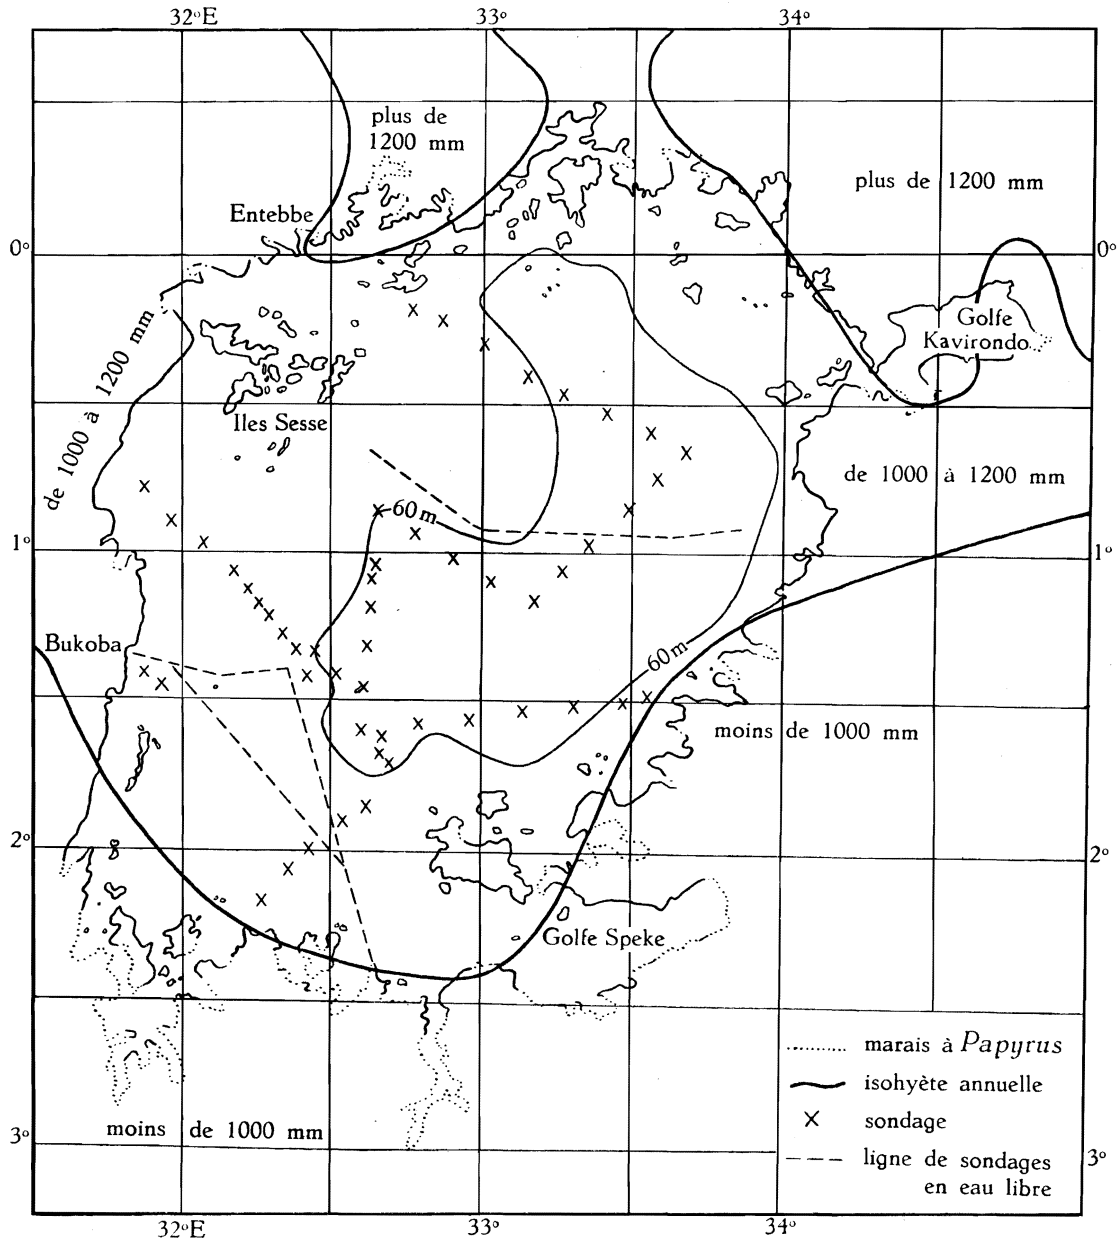 32°E 33° 34°
plus de
1200 mm
plus de 1200 mm
Entebbe
0° 0°
Golfe
Kavirondo
de 1000 à 1200 mm
Iles Sesse
de 1000 à 1200 mm
60 m
1° 1°
Bukoba
60 m
moins de 1000 mm
2° 2°
Golfe Speke
marais à Papyrus
isohyète annuelle
sondage
ligne de sondages
en eau libre
moins de 1000 mm
3° 3°
32°E 33° 34°